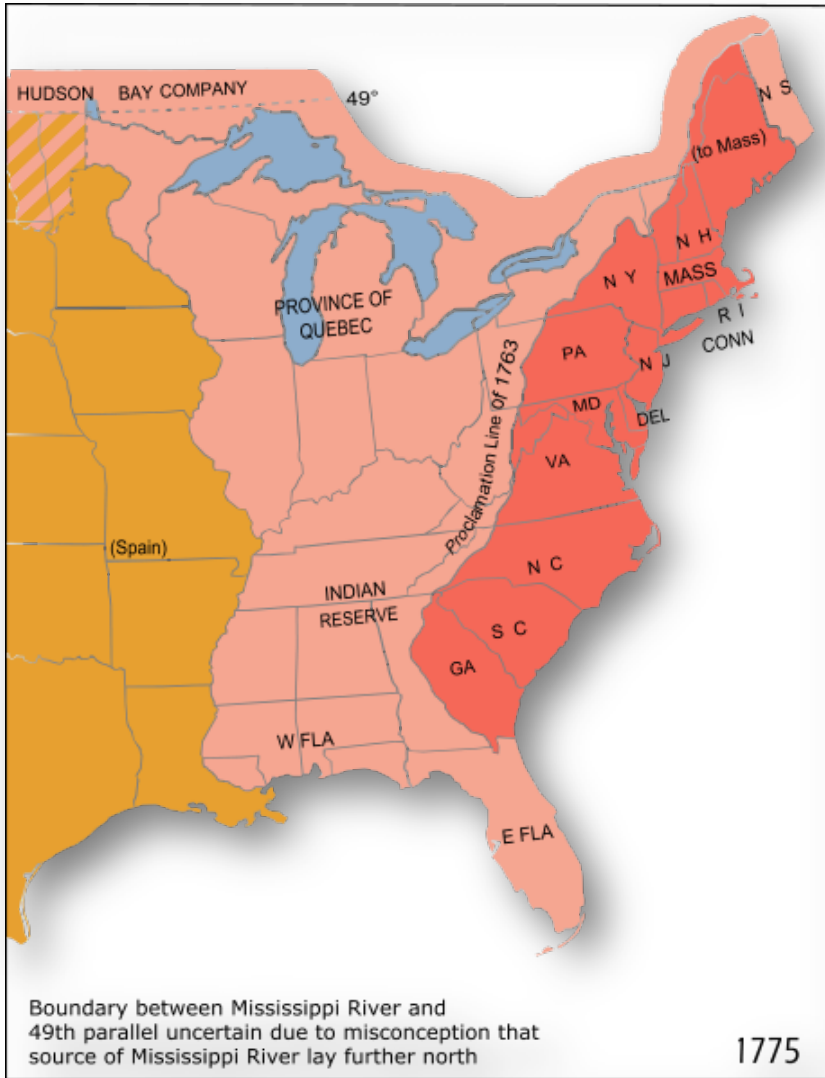 HUDSON BAY COMPANY
49°
N S
(to Mass)
N H
N Y
MASS
R I
CONN
PROVINCE OF
QUEBEC
PA
N J
Proclamation Line 0f 1763
MD
DEL
VA
(Spain)
N C
INDIAN
RESERVE
S C
GA
W FLA
E FLA
Boundary between Mississippi River and
49th parallel uncertain due to misconception that
source of Mississippi River lay further north
1775